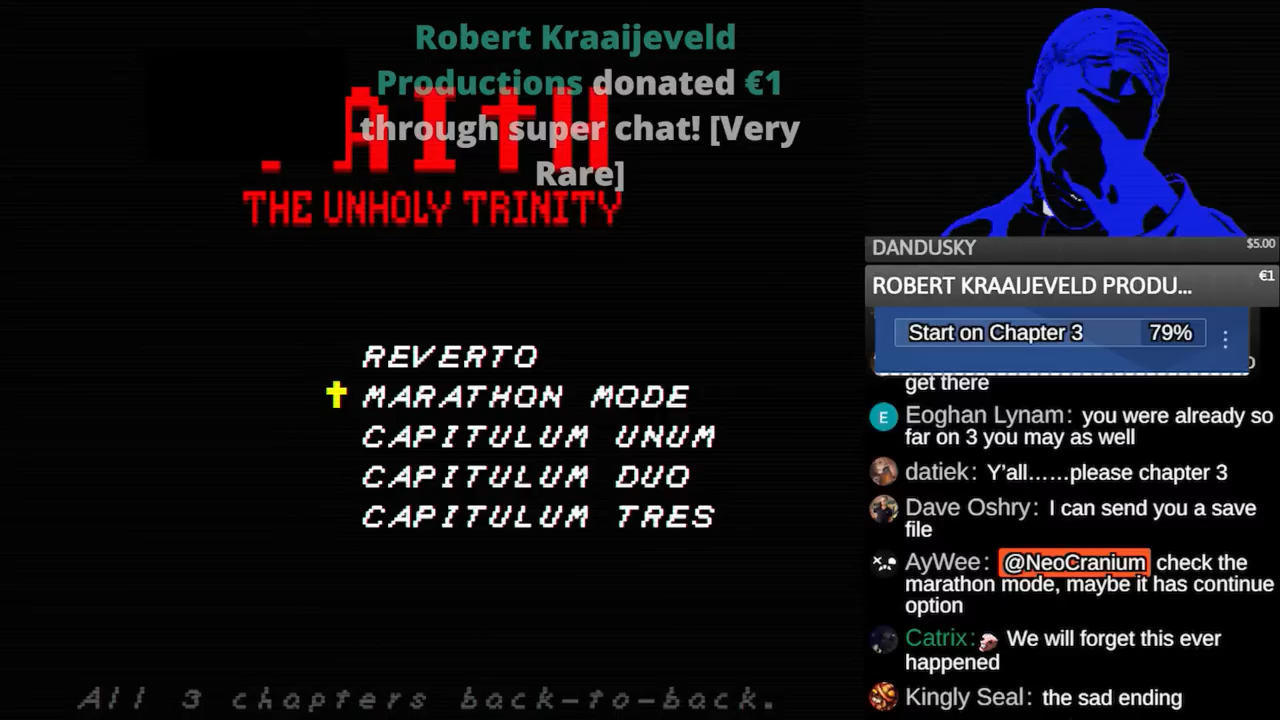 Robert Kraaijeveld
Productions donated €1
through super chat! [Very
Rare]
FAITH
THE UNHOLY TRINITY
REVERTO
MARATHON MODE
CAPITULUM UNUM
CAPITULUM DUO
CAPITULUM TRES
All 3 chapters back-to-back.
DANDUSKY $5.00
ROBERT KRAAIJEVELD PRODU... €1
Start on Chapter 3 79%
get there
Eoghan Lynam: you were already so
far on 3 you may as well
datiek: Y'all……please chapter 3
Dave Oshry: I can send you a save
file
AyWee: @NeoCranium check the
marathon mode, maybe it has continue
option
Catrix: We will forget this ever
happened
Kingly Seal: the sad ending